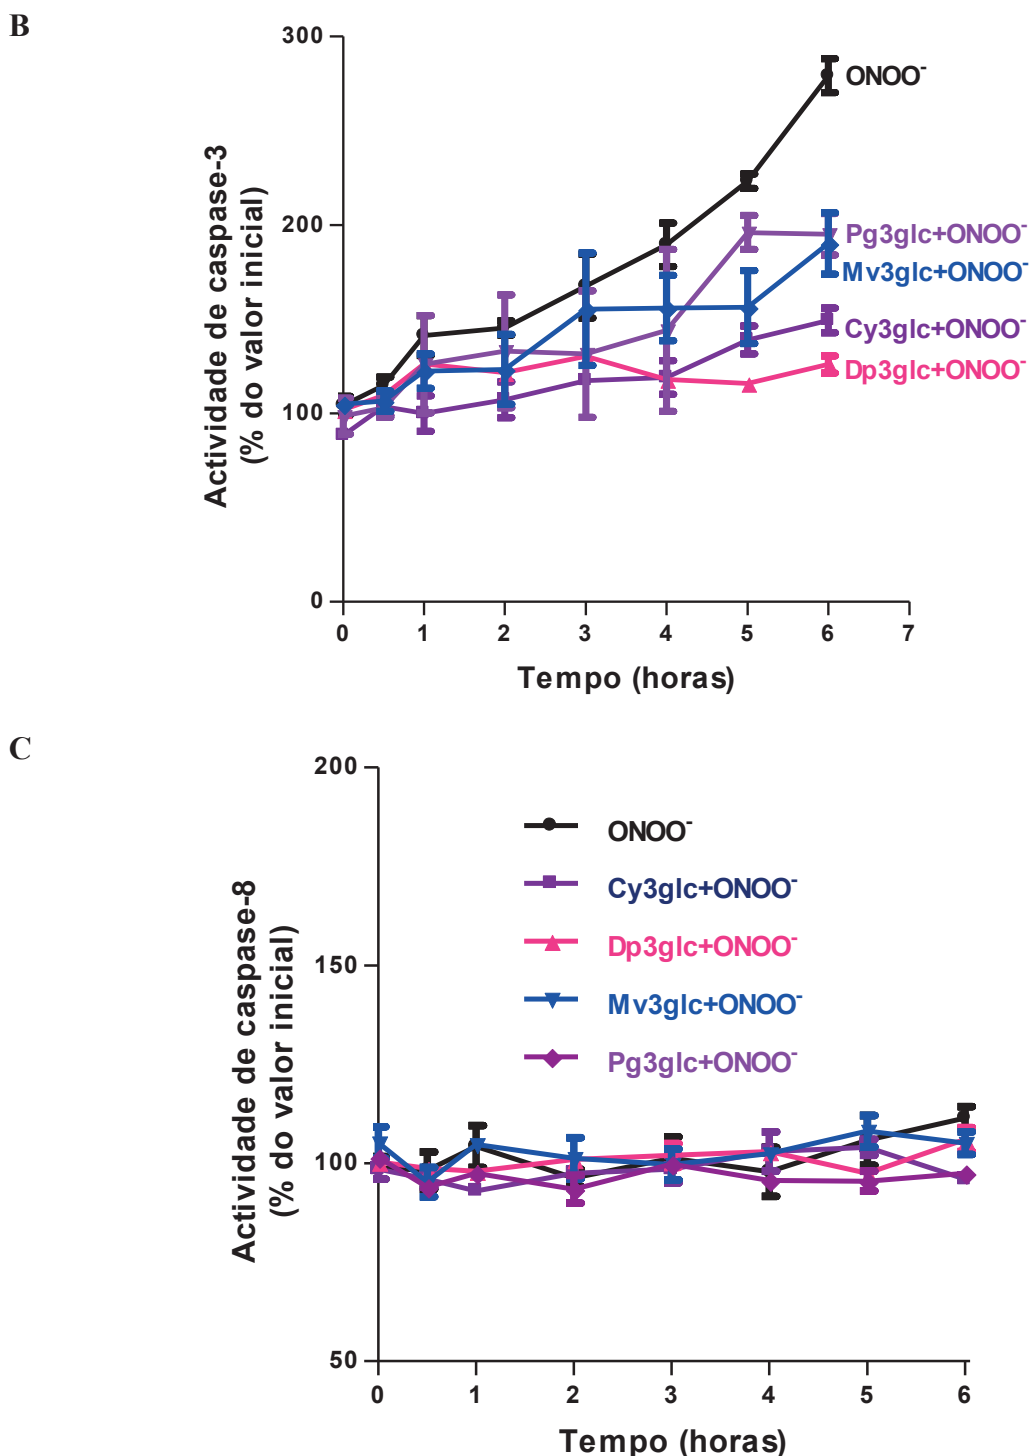 B
300
200
100
0
Actividade de caspase-3
(% do valor inicial)
ONOO⁻
Pg3glc+ONOO⁻
Mv3glc+ONOO⁻
Cy3glc+ONOO⁻
Dp3glc+ONOO⁻
0 1 2 3 4 5 6 7
Tempo (horas)
C
200
150
100
50
Actividade de caspase-8
(% do valor inicial)
ONOO⁻
Cy3glc+ONOO⁻
Dp3glc+ONOO⁻
Mv3glc+ONOO⁻
Pg3glc+ONOO⁻
0 1 2 3 4 5 6
Tempo (horas)